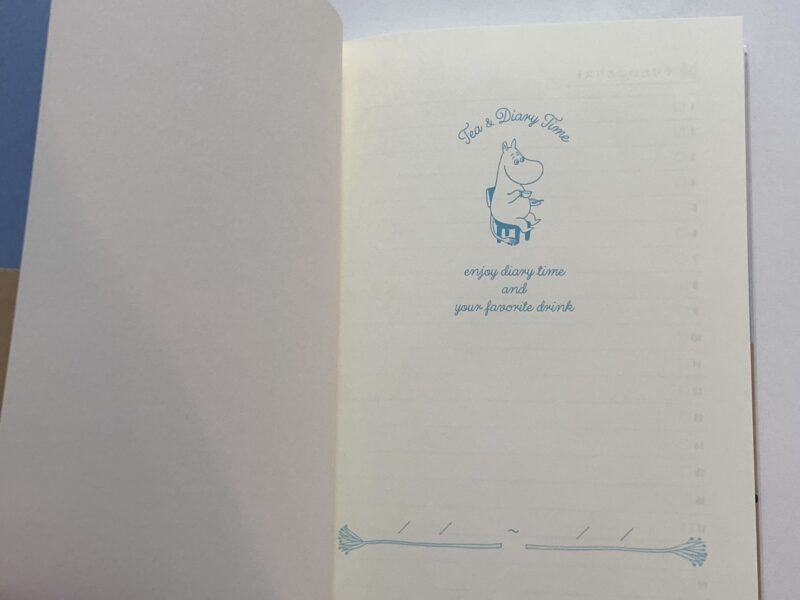 Tea & Diary Time
enjoy diary time
and
your favorite drink
/ / ~ / /